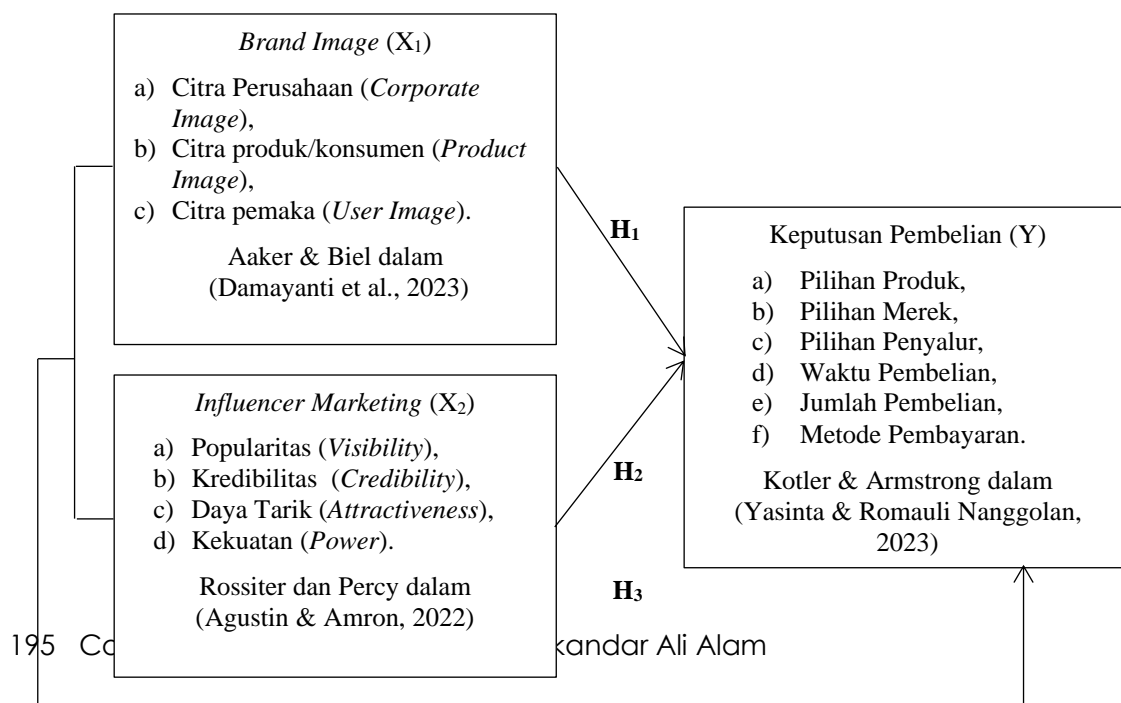 Brand Image (X₁)
a) Citra Perusahaan (Corporate
Image),
b) Citra produk/konsumen (Product
Image),
c) Citra pemaka (User Image).
Aaker & Biel dalam
(Damayanti et al., 2023)
H₁
Influencer Marketing (X₂)
a) Popularitas (Visibility),
b) Kredibilitas (Credibility),
c) Daya Tarik (Attractiveness),
d) Kekuatan (Power).
Rossiter dan Percy dalam
(Agustin & Amron, 2022)
H₂
H₃
Keputusan Pembelian (Y)
a) Pilihan Produk,
b) Pilihan Merek,
c) Pilihan Penyalur,
d) Waktu Pembelian,
e) Jumlah Pembelian,
f) Metode Pembayaran.
Kotler & Armstrong dalam
(Yasinta & Romauli Nanggolan,
2023)
195 Ali Alam